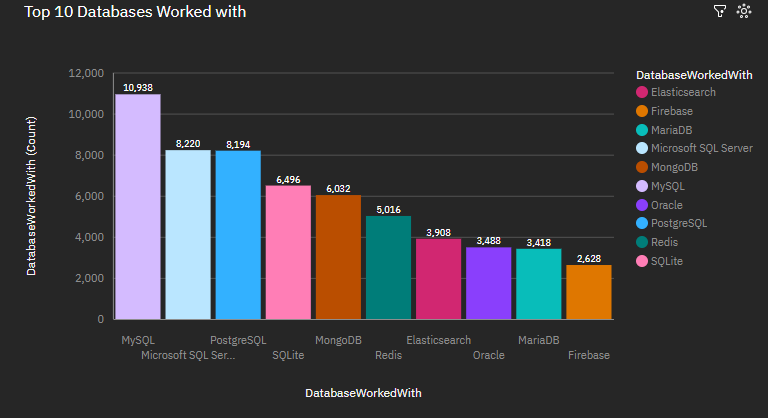 Top 10 Databases Worked with
DatabaseWorkedWith (Count)
12,000
10,000
8,000
6,000
4,000
2,000
0
10,938
8,220
8,194
6,496
6,032
5,016
3,908
3,488
3,418
2,628
MySQL
Microsoft SQL Ser...
PostgreSQL
SQLite
MongoDB
Redis
Elasticsearch
Oracle
MariaDB
Firebase
DatabaseWorkedWith
DatabaseWorkedWith
Elasticsearch
Firebase
MariaDB
Microsoft SQL Server
MongoDB
MySQL
Oracle
PostgreSQL
Redis
SQLite